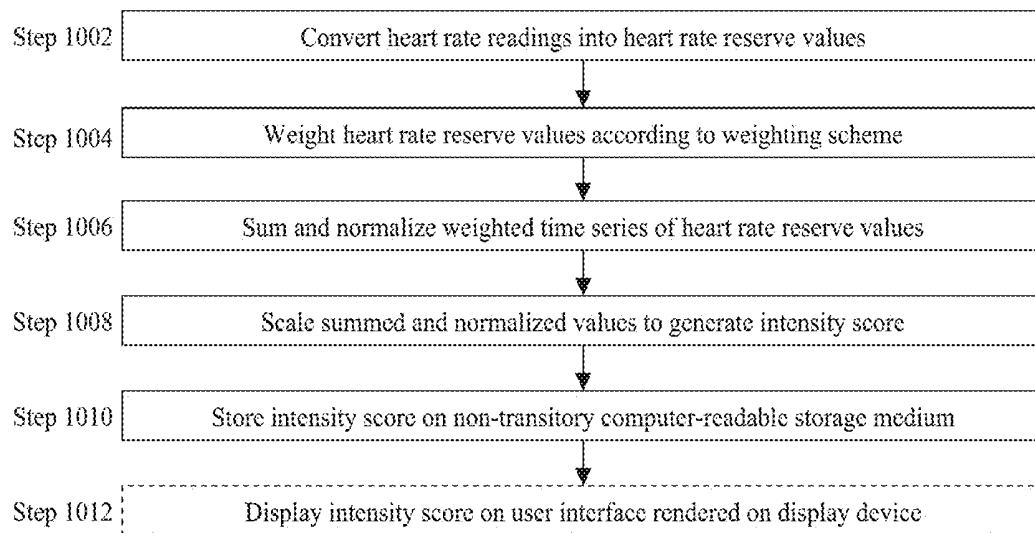 Step 1002 Convert heart rate readings into heart rate reserve values
Step 1004 Weight heart rate reserve values according to weighting scheme
Step 1006 Sum and normalize weighted time series of heart rate reserve values
Step 1008 Scale summed and normalized values to generate intensity score
Step 1010 Store intensity score on non-transitory computer-readable storage medium
Step 1012 Display intensity score on user interface rendered on display device